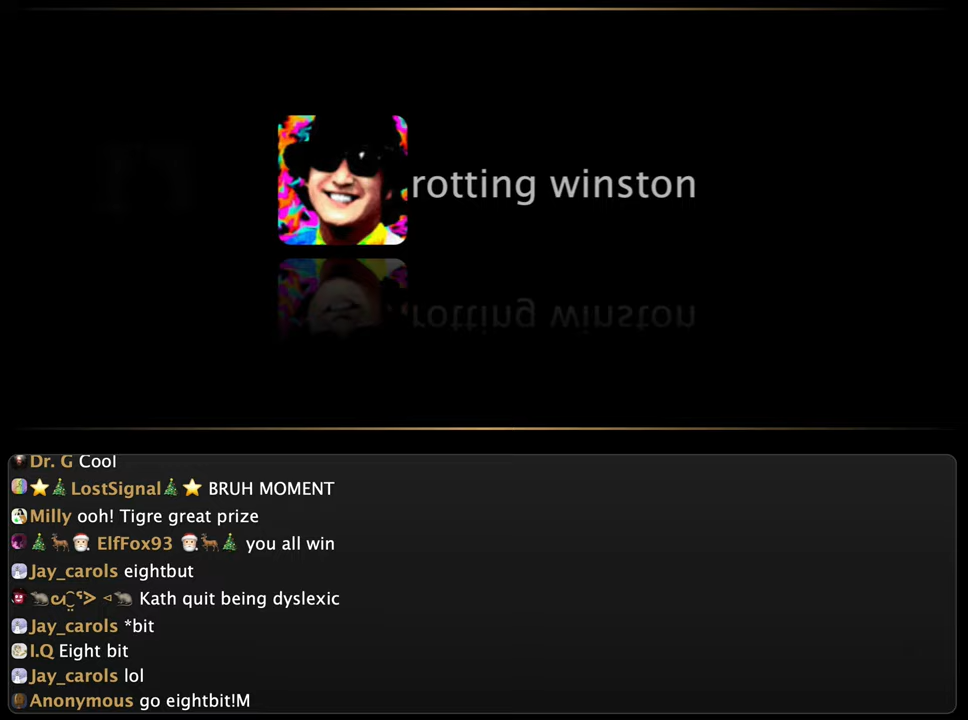 rotting winston
Dr. G Cool
⭐🎄 LostSignal🎄⭐ BRUH MOMENT
Milly ooh! Tigre great prize
🎄🦌🎅🏻 ElfFox93 🎅🏻🦌🎄 you all win
Jay_carols eightbut
Kath quit being dyslexic
Jay_carols *bit
I.Q Eight bit
Jay_carols lol
Anonymous go eightbit!M